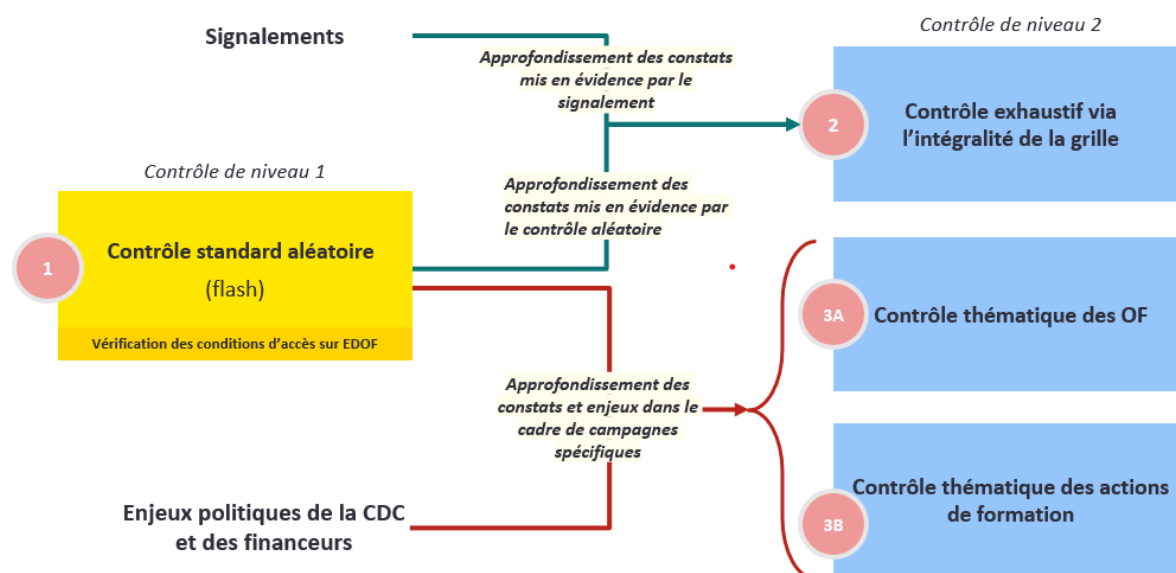 Signalements
Approfondissement des constats
mis en évidence par le
signalement
Contrôle de niveau 2
2
Contrôle exhaustif via
l’intégralité de la grille
Contrôle de niveau 1
1
Contrôle standard aléatoire
(flash)
Vérification des conditions d’accès sur EDOF
Approfondissement des
constats mis en évidence par
le contrôle aléatoire
3A
Contrôle thématique des OF
Approfondissement des
constats et enjeux dans le
cadre de campagnes
spécifiques
3B
Contrôle thématique des actions
de formation
Enjeux politiques de la CDC
et des financeurs